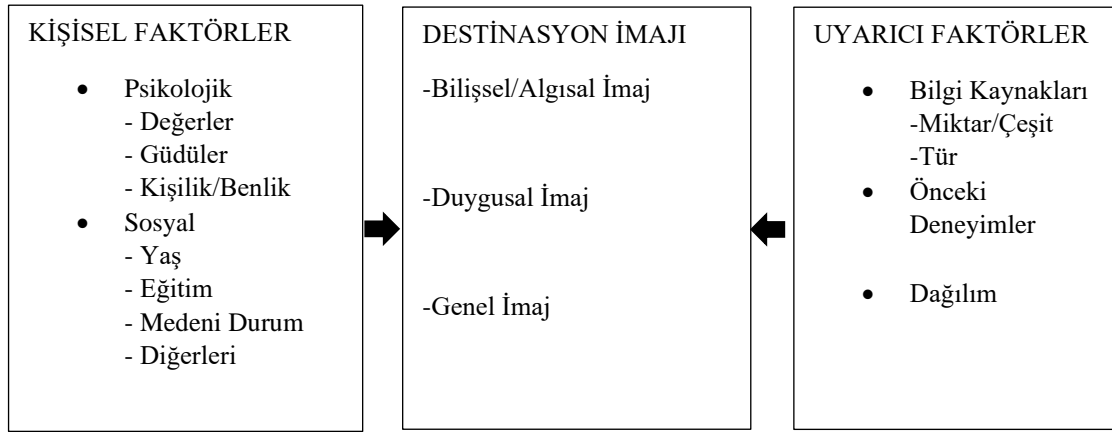 KİŞİSEL FAKTÖRLER
• Psikolojik
- Değerler
- Güdüler
- Kişilik/Benlik
• Sosyal
- Yaş
- Eğitim
- Medeni Durum
- Diğerleri
DESTİNASYON İMAJI
-Bilişsel/Algısal İmaj
-Duygusal İmaj
-Genel İmaj
UYARICI FAKTÖRLER
• Bilgi Kaynakları
-Miktar/Çeşit
-Tür
• Önceki
Deneyimler
• Dağılım